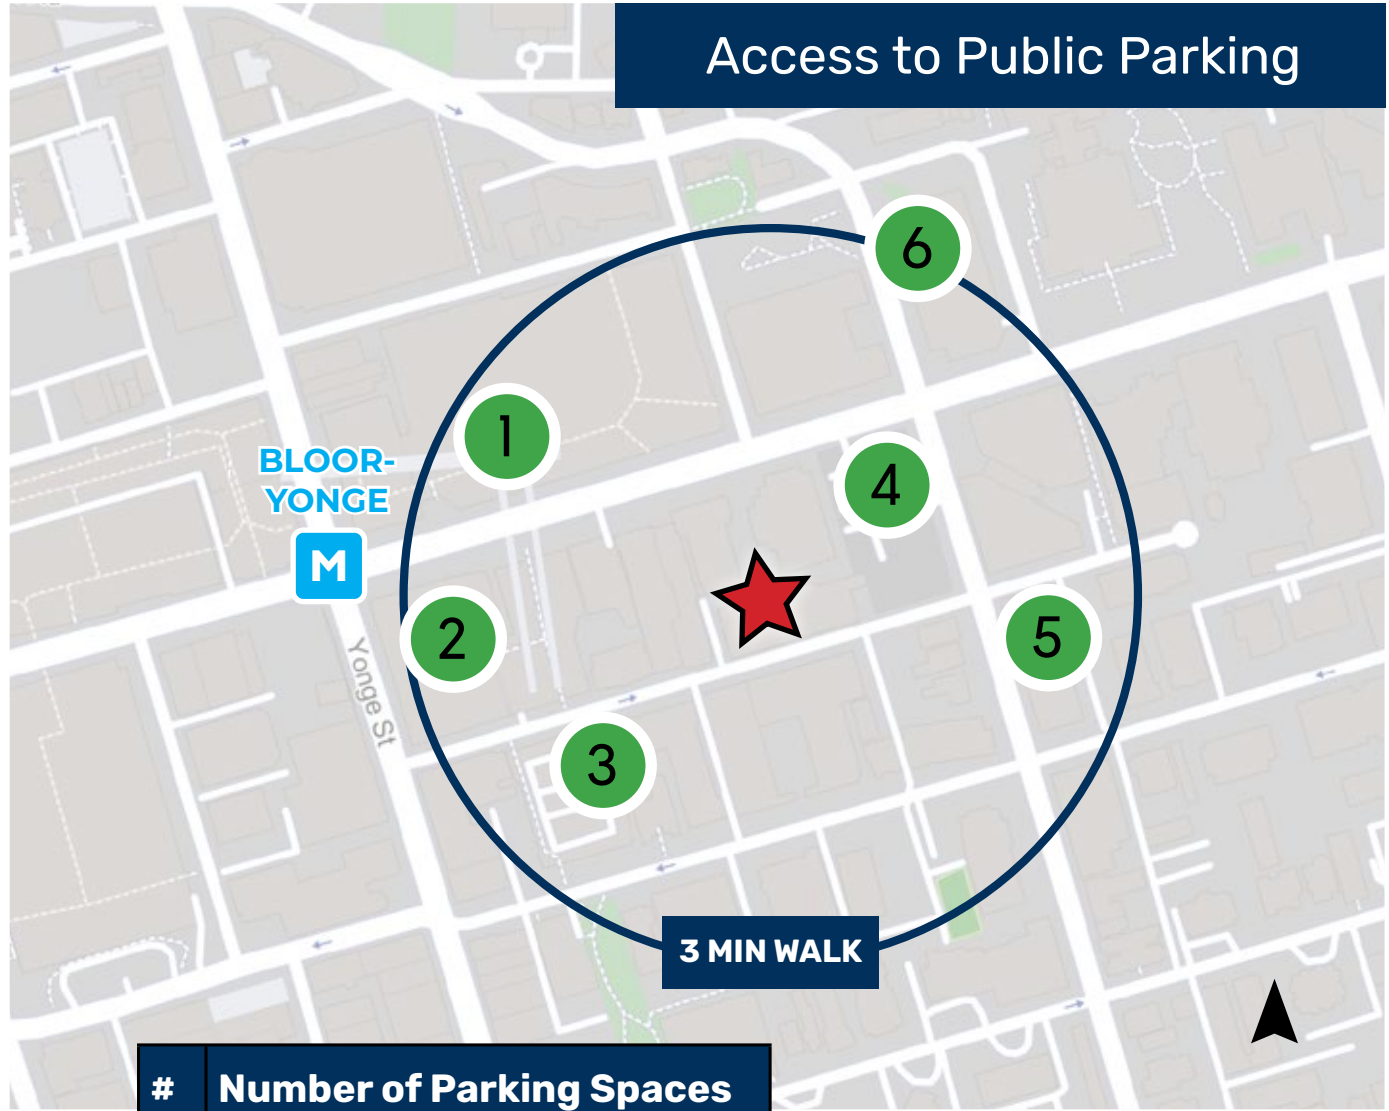 Access to Public Parking
6
1
BLOOR-
YONGE
4
M
2
5
Yonge St
3
3 MIN WALK
# Number of Parking Spaces